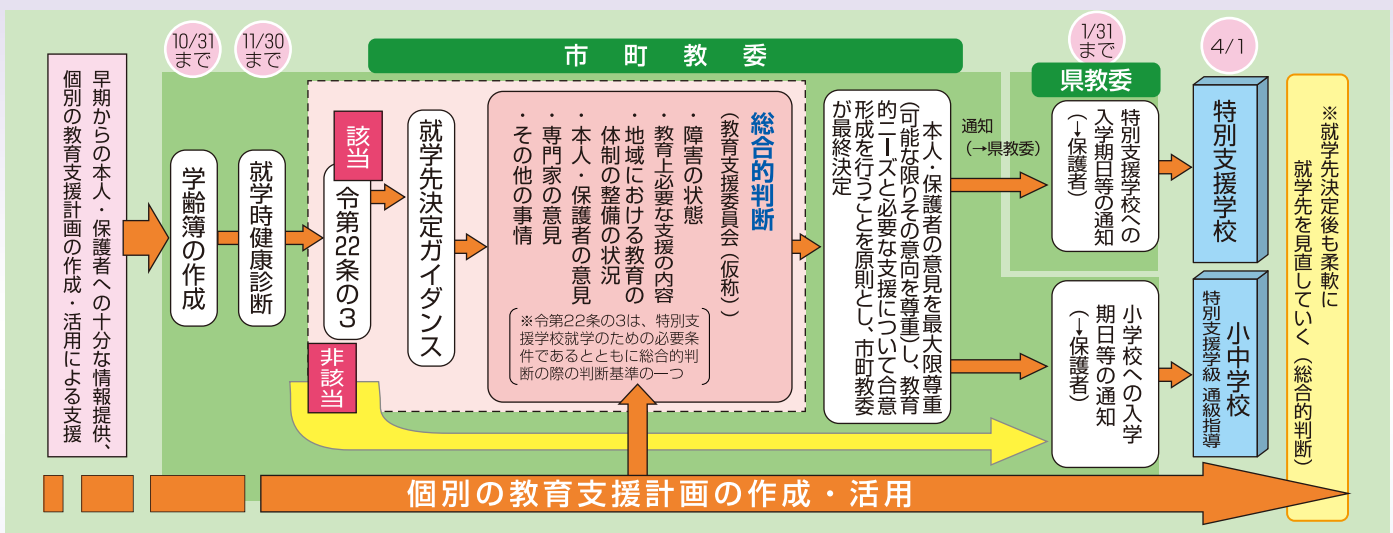 早期からの本人・保護者への十分な情報提供、
個別の教育支援計画の作成・活用による支援
10/31
まで
学齢簿の作成
11/30
まで
就学時健康診断
市町教委
該当
令第22条の3
非該当
就学先決定ガイダンス
総合的判断
(教育支援委員会(仮称))
・障害の状態
・教育上必要な支援の内容
・地域における教育の
体制の整備の状況
・本人・保護者の意見
・専門家の意見
・その他の事情
※令第22条の3は、特別支
援学校就学のための必要条
件であるとともに総合的判
断の際の判断基準の一つ
本人・保護者の意見を最大限尊重
(可能な限りその意向を尊重)し、教育
的ニーズと必要な支援について合意
形成を行うことを原則とし、市町教委
が最終決定
通知
(→県教委)
1/31
まで
県教委
特別支援学校への
入学期日等の通知
(→保護者)
小学校への入学
期日等の通知
(→保護者)
4/1
特別支援学校
小中学校
特別支援学級 通級指導
※就学先決定後も柔軟に
就学先を見直していく(総合的判断)
個別の教育支援計画の作成・活用